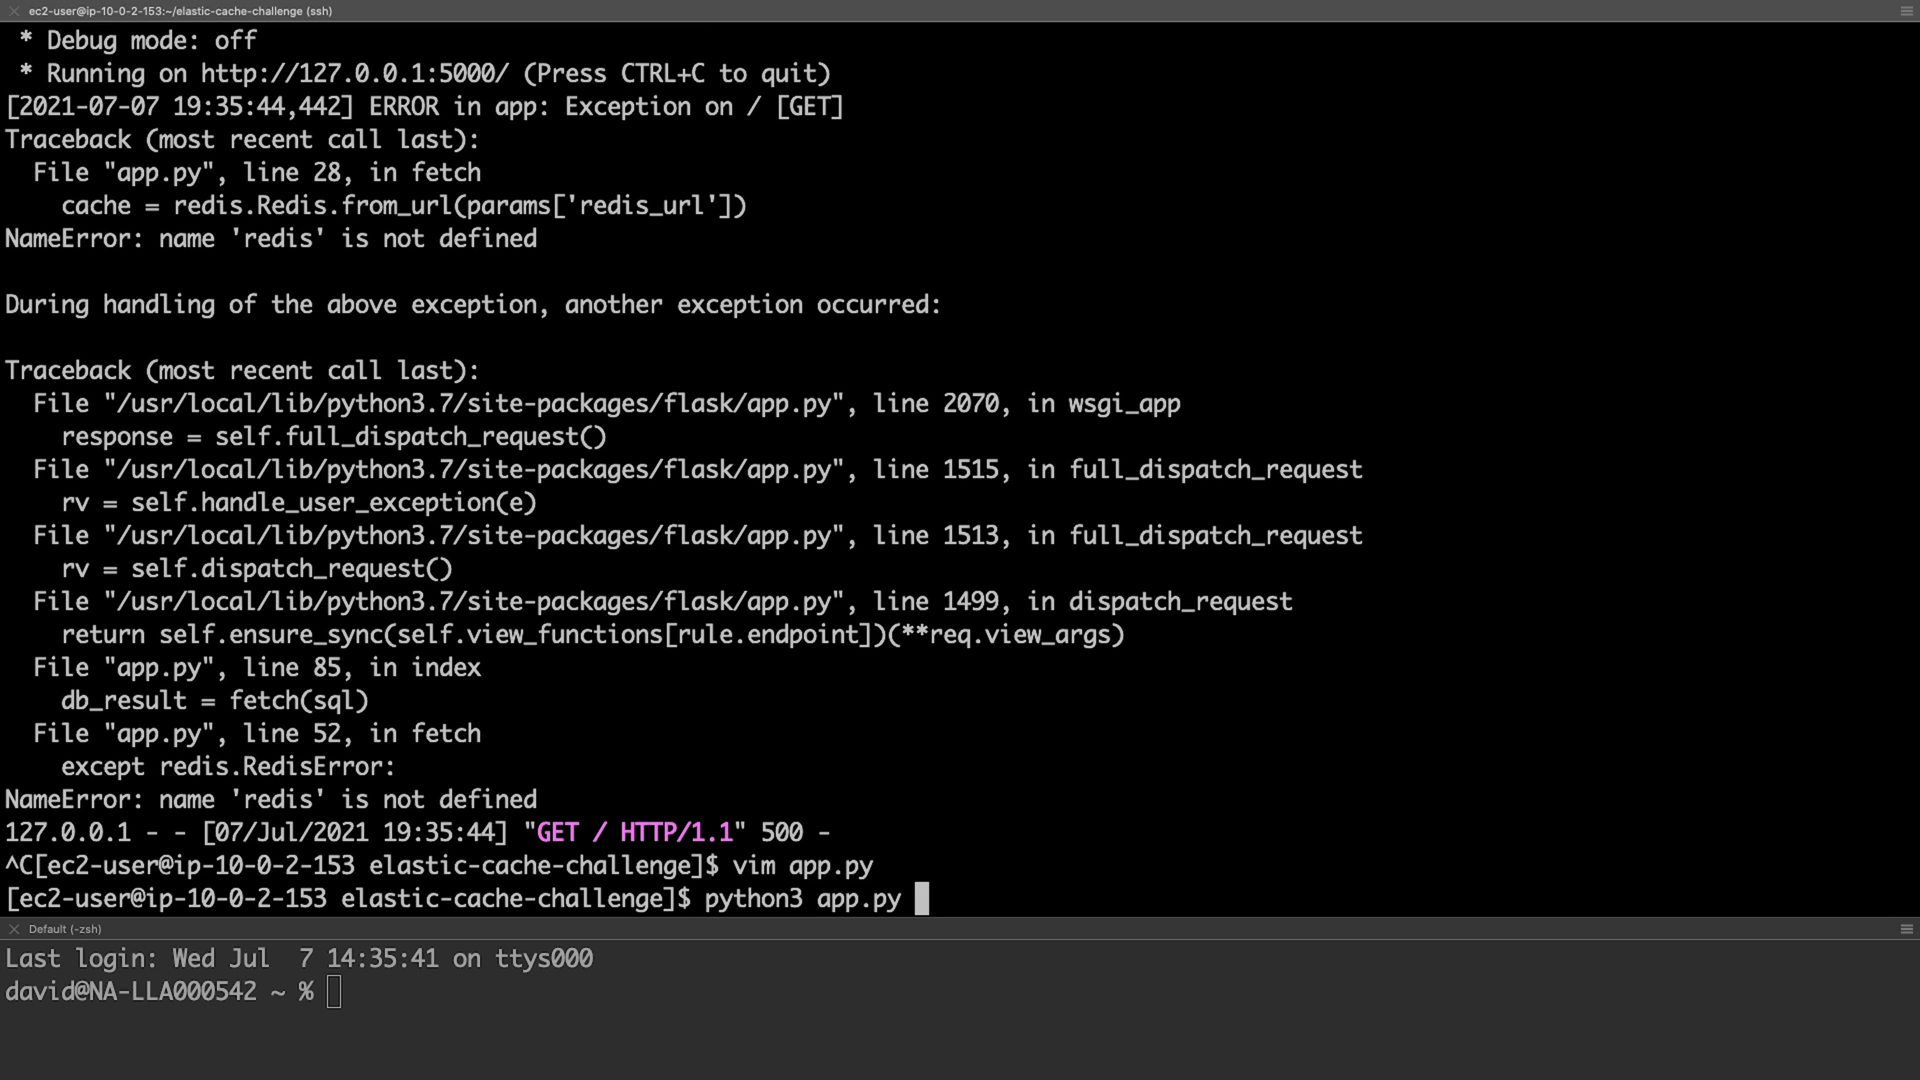 ec2-user@ip-10-0-2-153:~/elastic-cache-challenge (ssh)
* Debug mode: off
* Running on http://127.0.0.1:5000/ (Press CTRL+C to quit)
[2021-07-07 19:35:44,442] ERROR in app: Exception on / [GET]
Traceback (most recent call last):
  File "app.py", line 28, in fetch
    cache = redis.Redis.from_url(params['redis_url'])
NameError: name 'redis' is not defined

During handling of the above exception, another exception occurred:

Traceback (most recent call last):
  File "/usr/local/lib/python3.7/site-packages/flask/app.py", line 2070, in wsgi_app
    response = self.full_dispatch_request()
  File "/usr/local/lib/python3.7/site-packages/flask/app.py", line 1515, in full_dispatch_request
    rv = self.handle_user_exception(e)
  File "/usr/local/lib/python3.7/site-packages/flask/app.py", line 1513, in full_dispatch_request
    rv = self.dispatch_request()
  File "/usr/local/lib/python3.7/site-packages/flask/app.py", line 1499, in dispatch_request
    return self.ensure_sync(self.view_functions[rule.endpoint])(**req.view_args)
  File "app.py", line 85, in index
    db_result = fetch(sql)
  File "app.py", line 52, in fetch
    except redis.RedisError:
NameError: name 'redis' is not defined
127.0.0.1 - - [07/Jul/2021 19:35:44] "GET / HTTP/1.1" 500 -
^C[ec2-user@ip-10-0-2-153 elastic-cache-challenge]$ vim app.py
[ec2-user@ip-10-0-2-153 elastic-cache-challenge]$ python3 app.py
Default (-zsh)
Last login: Wed Jul  7 14:35:41 on ttys000
david@NA-LLA000542 ~ %